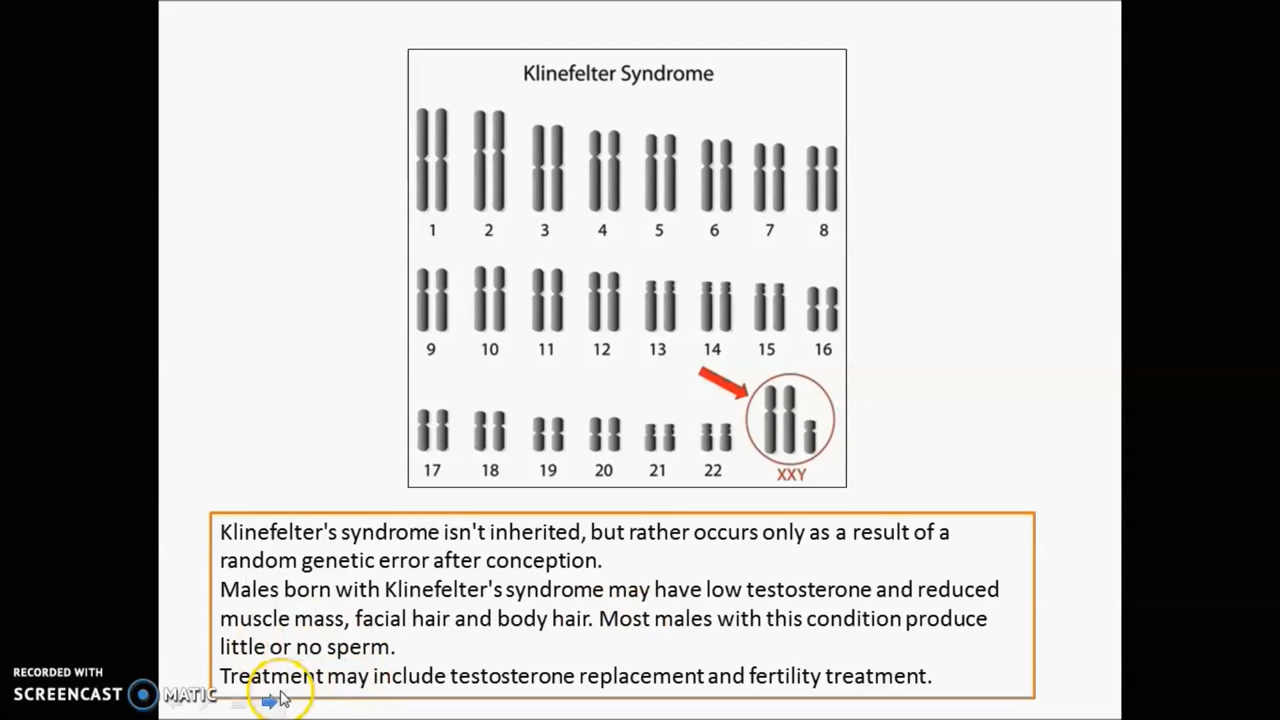 Klinefelter Syndrome
1 2 3 4 5 6 7 8
9 10 11 12 13 14 15 16
17 18 19 20 21 22 XXY
Klinefelter's syndrome isn't inherited, but rather occurs only as a result of a
random genetic error after conception.
Males born with Klinefelter's syndrome may have low testosterone and reduced
muscle mass, facial hair and body hair. Most males with this condition produce
little or no sperm.
Treatment may include testosterone replacement and fertility treatment.
RECORDED WITH
SCREENCAST MATIC